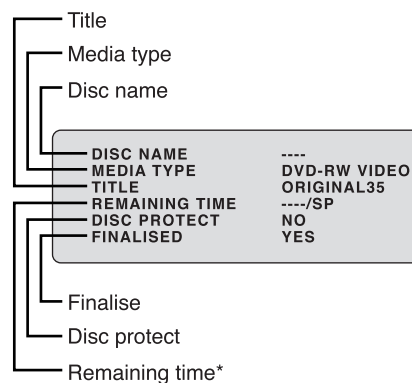 Title
Media type
Disc name
DISC NAME ----
MEDIA TYPE DVD-RW VIDEO
TITLE ORIGINAL35
REMAINING TIME ----/SP
DISC PROTECT NO
FINALISED YES
Finalise
Disc protect
Remaining time*